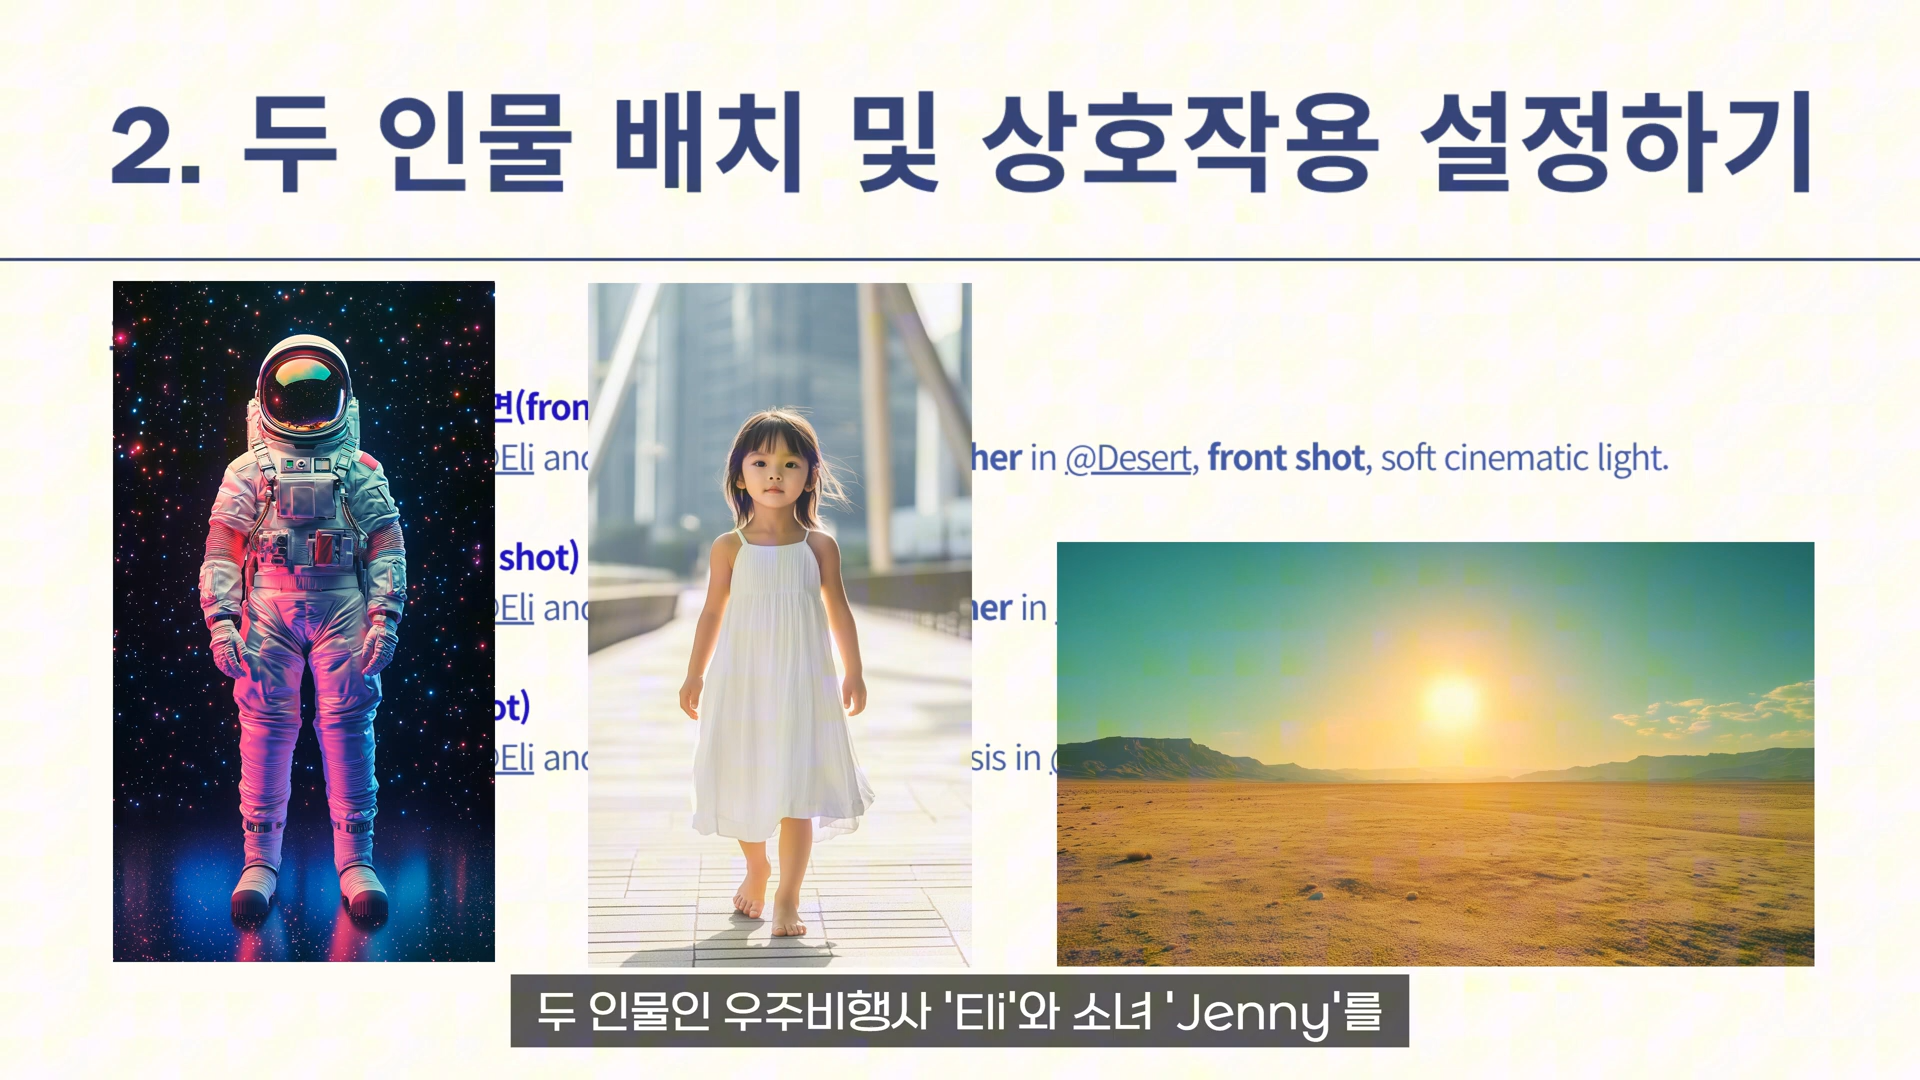 2. 두 인물 배치 및 상호작용 설정하기
(fron
Eli and her in @Desert, front shot, soft cinematic light.
shot)
Eli and her in
ot)
Eli and sis in
두 인물인 우주비행사 'Eli'와 소녀 'Jenny'를